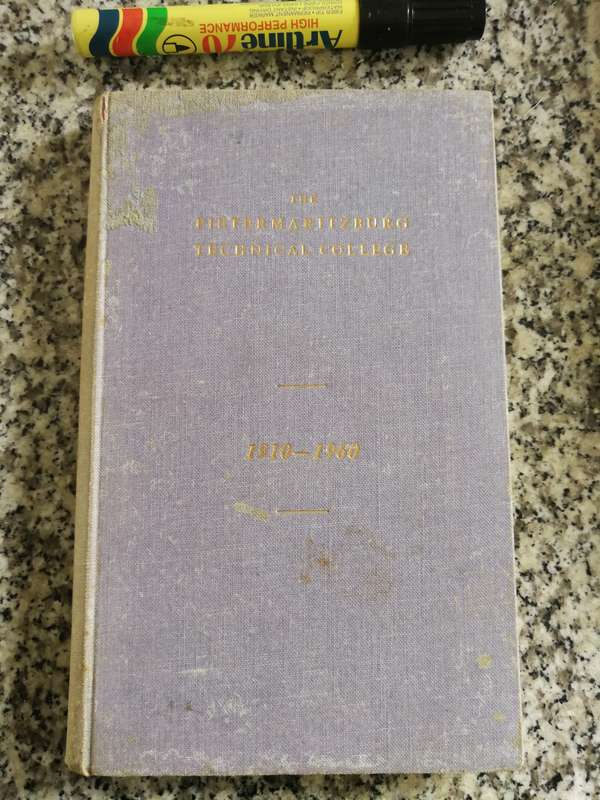 Artline 70
HIGH PERFORMANCE
THE
PIETERMARITZBURG
TECHNICAL COLLEGE
1910—1960